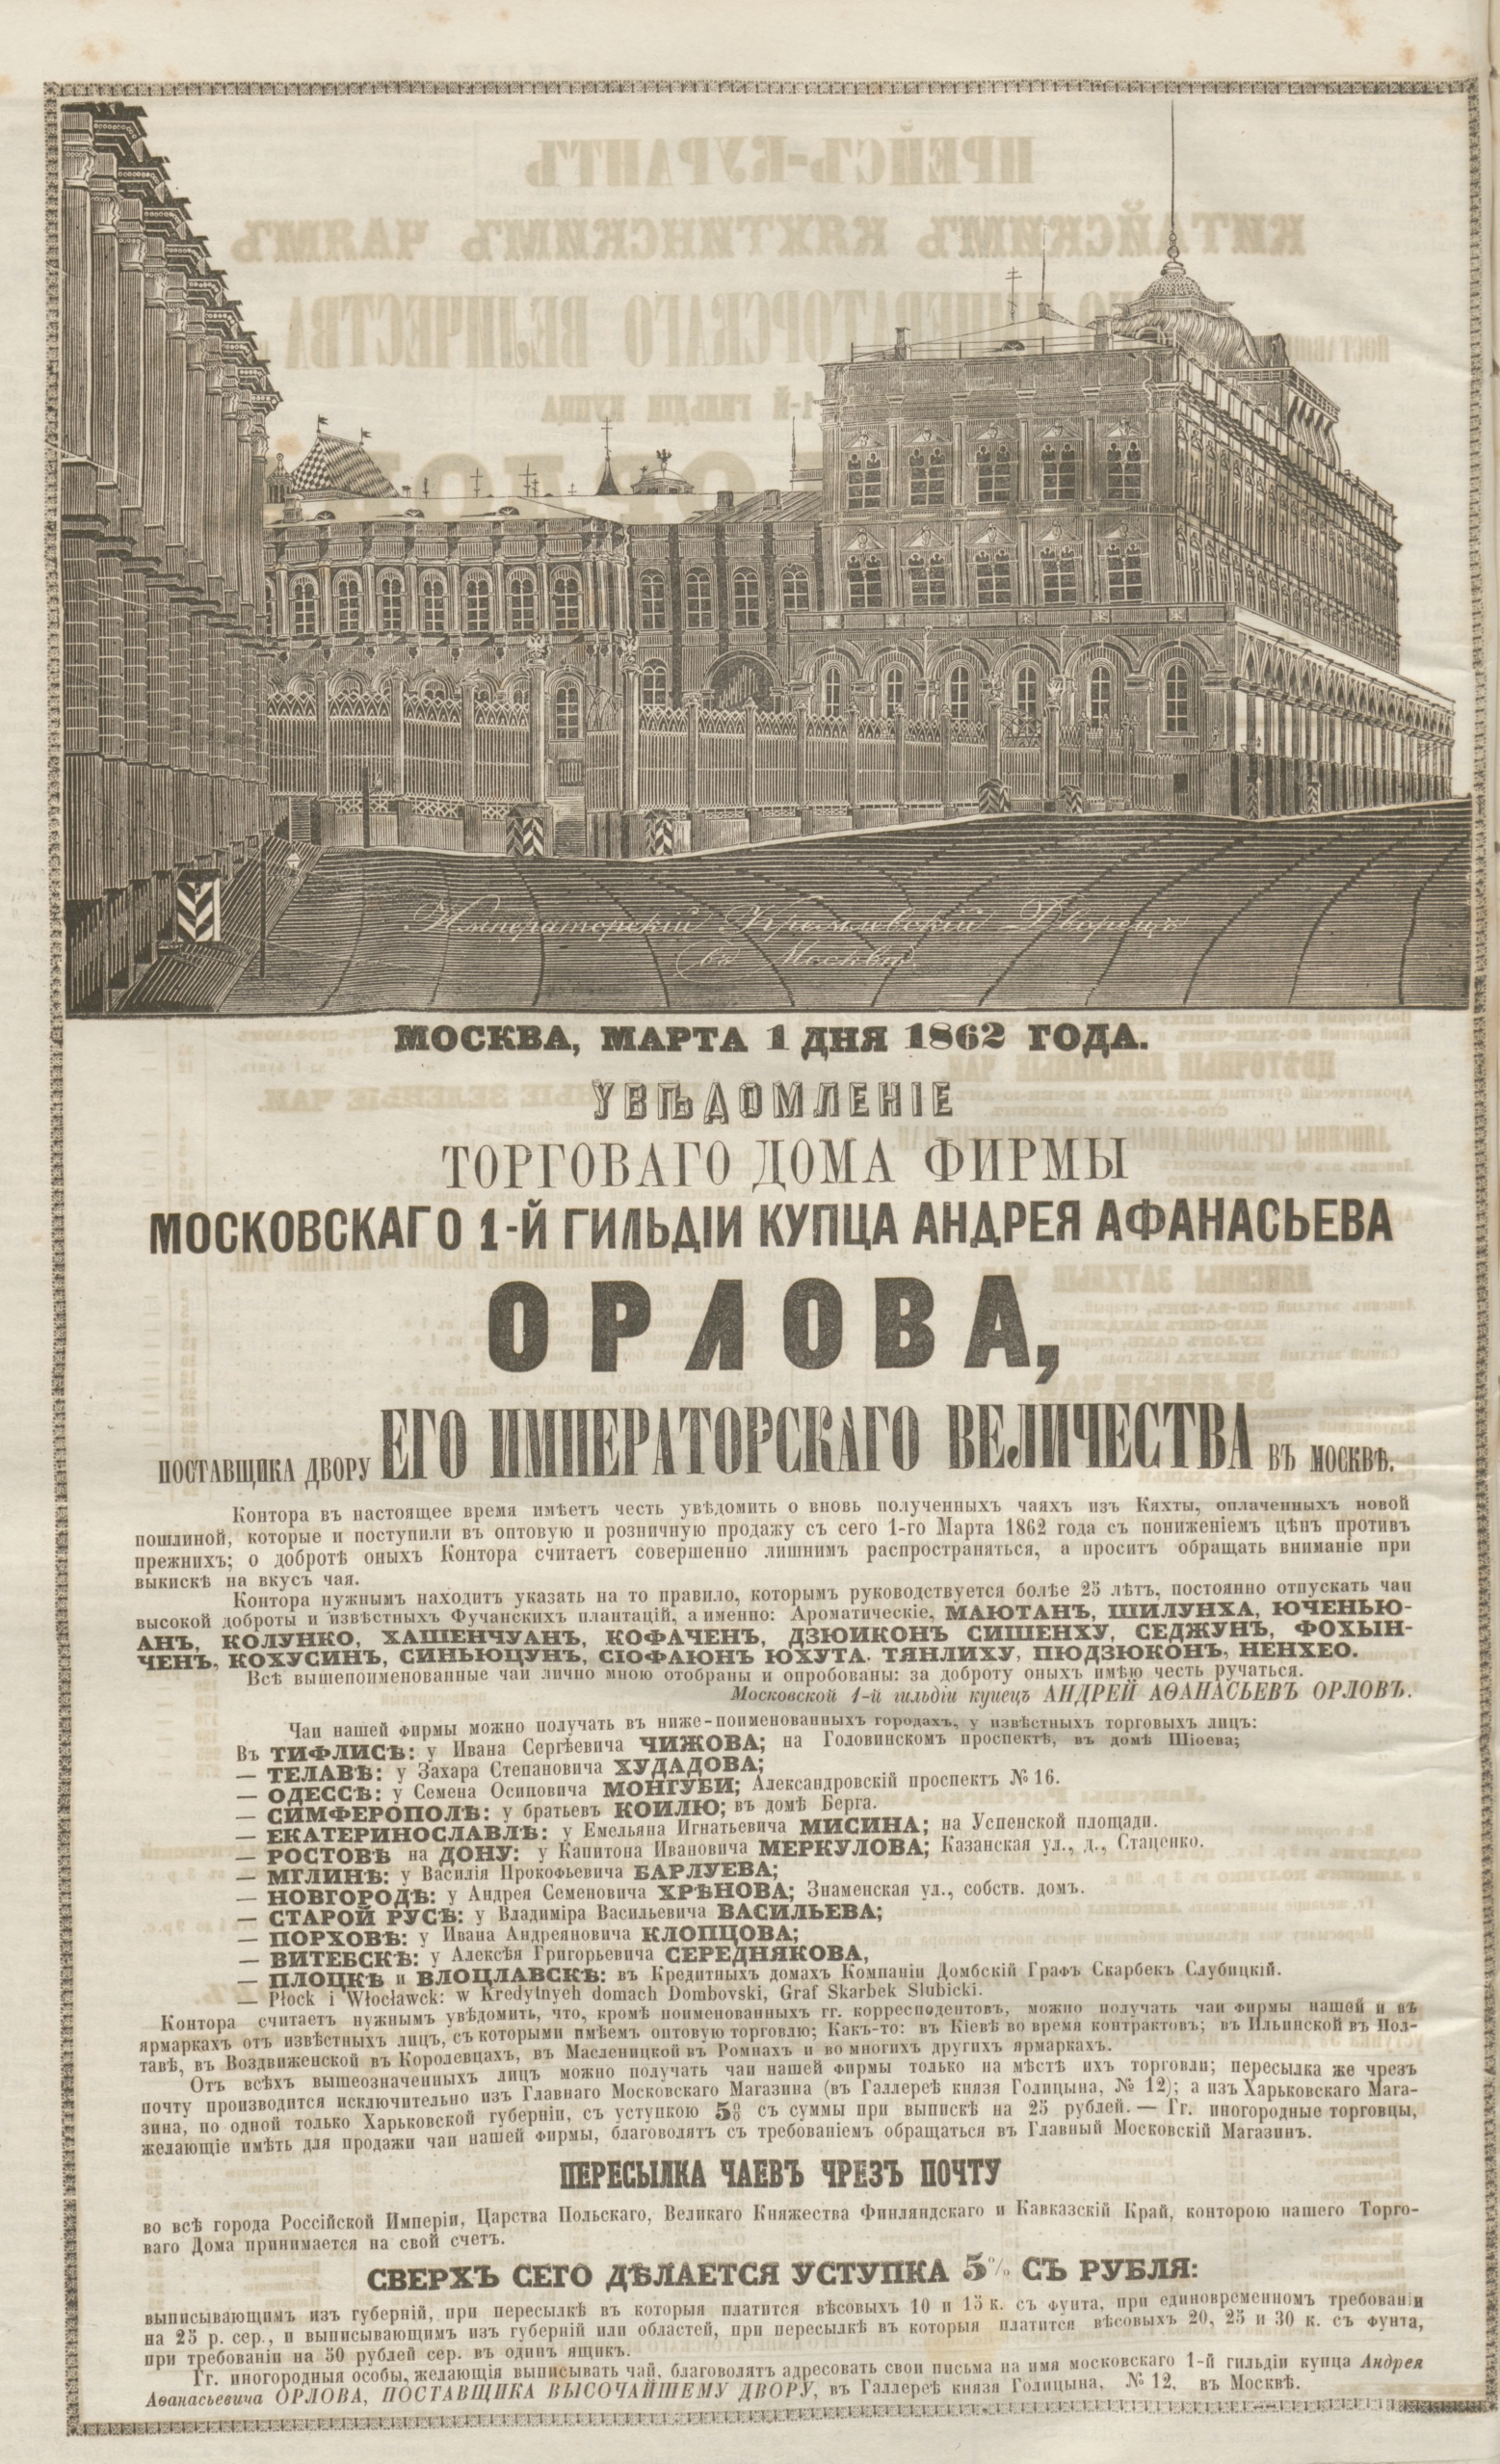 Императорскій Кремлевскій Дворецъ
въ Москвѣ.
МОСКВА, МАРТА 1 ДНЯ 1862 ГОДА.
УВѢДОМЛЕНІЕ
ТОРГОВАГО ДОМА ФИРМЫ
МОСКОВСКАГО 1-Й ГИЛЬДІИ КУПЦА АНДРЕЯ АФАНАСЬЕВА
ОРЛОВА,
ПОСТАВЩИКА ДВОРУ ЕГО ИМПЕРАТОРСКАГО ВЕЛИЧЕСТВА ВЪ МОСКВѢ.
Контора въ настоящее время имѣетъ честь увѣдомить о вновь полученныхъ чаяхъ изъ Кяхты, оплаченныхъ новой
пошлиной, которые и поступили въ оптовую и розничную продажу съ сего 1-го Марта 1862 года съ пониженіемъ цѣнъ противъ
прежнихъ; о добротѣ оныхъ Контора считаетъ совершенно лишнимъ распространяться, а проситъ обращать вниманіе при
выкискѣ на вкусъ чая.
Контора нужнымъ находитъ указать на то правило, которымъ руководствуется болѣе 25 лѣтъ, постоянно отпускать чаи
высокой доброты и извѣстныхъ Фучанскихъ плантацій, а именно: Ароматическіе, МАЮТАНЪ, ШИЛУНХА, ЮЧЕНЬЮ-
АНЪ, КОЛУНКО, ХАШЕНЧУАНЪ, КОФАЧЕНЪ, ДЗЮИКОНЪ СИШЕНХУ, СЕДЖУНЪ, ФОХЫН-
ЧЕНЪ, КОХУСИНЪ, СИНЬЮЦУНЪ, СІОФАЮНЪ ЮХУТА. ТЯНЛИХУ, ПЮДЗЮКОНЪ, НЕНХЕО.
Всѣ вышепоименованные чаи лично мною отобраны и опробованы: за доброту оныхъ имѣю честь ручаться.
Московской 1-й гильдіи купецъ АНДРЕЙ АѲАНАСЬЕВЪ ОРЛОВЪ.
Чаи нашей фирмы можно получать въ ниже-поименованныхъ городахъ, у извѣстныхъ торговыхъ лицъ:
Въ ТИФЛИСѢ: у Ивана Сергѣевича ЧИЖОВА; на Головинскомъ проспектѣ, въ домѣ Шіоева;
— ТЕЛАВѢ: у Захара Степановича ХУДАДОВА;
— ОДЕССѢ: у Семена Осиповича МОНГУБИ; Александровскій проспектъ № 16.
— СИМФЕРОПОЛѢ: у братьевъ КОИЛЮ; въ домѣ Берга.
— ЕКАТЕРИНОСЛАВЛѢ: у Емельяна Игнатьевича МИСИНА; на Успенской площади.
— РОСТОВѢ на ДОНУ: у Капитона Ивановича МЕРКУЛОВА; Казанская ул., д., Стаценко.
— МГЛИНѢ: у Василія Прокофьевича БАРЛУЕВА;
— НОВГОРОДѢ: у Андрея Семеновича ХРѢНОВА; Знаменская ул., собств. домъ.
— СТАРОЙ РУСѢ: у Владиміра Васильевича ВАСИЛЬЕВА;
— ПОРХОВѢ: у Ивана Андреяновича КЛОПЦОВА;
— ВИТЕБСКѢ: у Алексѣя Григорьевича СЕРЕДНЯКОВА,
— ПЛОЦКѢ и ВЛОЦЛАВСКѢ: въ Кредитныхъ домахъ Компаніи Домбскій Графъ Скарбекъ Слубицкій.
— Płock i Włocławck: w Kredytnych domach Dombovski, Graf Skarbek Slubicki.
Контора считаетъ нужнымъ увѣдомить, что, кромѣ поименованныхъ гг. корресподентовъ, можно получать чаи фирмы нашей и въ
ярмаркахъ отъ извѣстныхъ лицъ, съ которыми имѣемъ оптовую торговлю; Какъ-то: въ Кіевѣ во время контрактовъ; въ Ильинской въ Пол-
тавѣ, въ Воздвиженской въ Королевцахъ, въ Масленицкой въ Ромнахъ и во многихъ другихъ ярмаркахъ.
Отъ всѣхъ вышеозначенныхъ лицъ можно получать чаи нашей фирмы только на мѣстѣ ихъ торговли; пересылка же чрезъ
почту производится исключительно изъ Главнаго Московскаго Магазина (въ Галлереѣ князя Голицына, № 12); а изъ Харьковскаго Мага-
зина, по одной только Харьковской губерніи, съ уступкою 5% съ суммы при выпискѣ на 25 рублей. — Гг. иногородные торговцы,
желающіе имѣть для продажи чаи нашей фирмы, благоволятъ съ требованіемъ обращаться въ Главный Московскій Магазинъ.
ПЕРЕСЫЛКА ЧАЕВЪ ЧРЕЗЪ ПОЧТУ
во всѣ города Россійской Имперіи, Царства Польскаго, Великаго Княжества Финляндскаго и Кавказскій Край, конторою нашего Торго-
ваго Дома принимается на свой счетъ.
СВЕРХЪ СЕГО ДѢЛАЕТСЯ УСТУПКА 5% СЪ РУБЛЯ:
выписывающимъ изъ губерній, при пересылкѣ въ которыя платится вѣсовыхъ 10 и 15 к. съ фунта, при единовременномъ требованіи
на 25 р. сер., и выписывающимъ изъ губерній или областей, при пересылкѣ въ которыя платится вѣсовыхъ 20, 25 и 30 к. съ фунта,
при требованіи на 50 рублей сер. въ одинъ ящикъ.
Гг. иногородныя особы, желающія выписывать чай, благоволятъ адресовать свои письма на имя московскаго 1-й гильдіи купца Андрея
Аѳанасьевича ОРЛОВА, ПОСТАВЩИКА ВЫСОЧАЙШЕМУ ДВОРУ, въ Галлереѣ князя Голицына, № 12, въ Москвѣ.